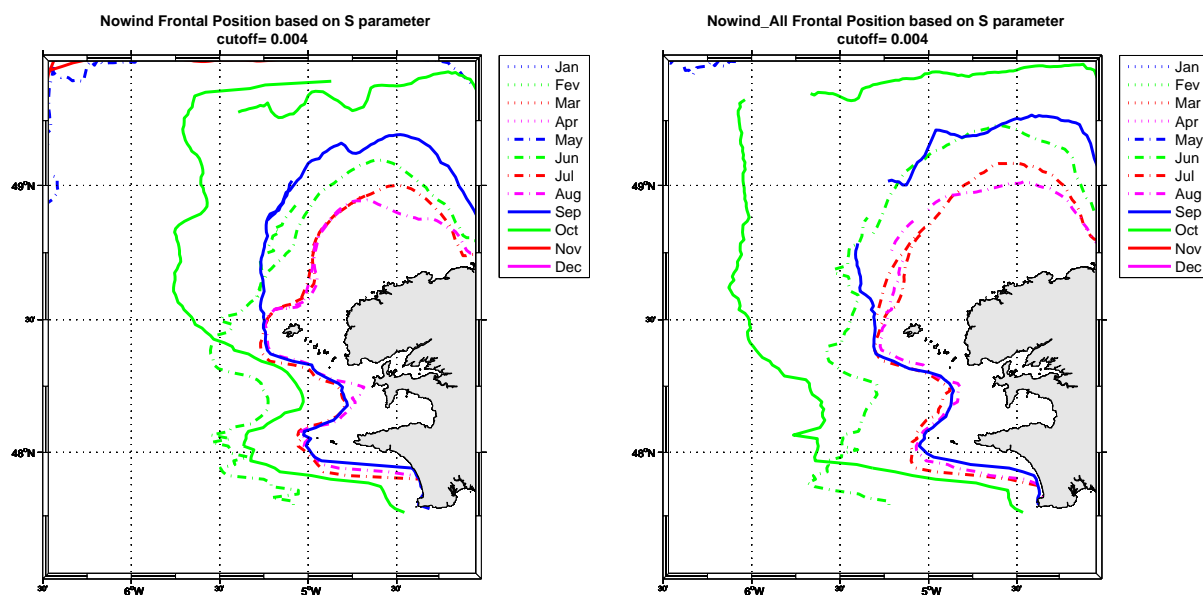 Nowind Frontal Position based on S parameter
cutoff= 0.004
Jan
Fev
Mar
Apr
May
Jun
Jul
Aug
Sep
Oct
Nov
Dec
49°N
30'
48°N
30'
6°W
30'
5°W
30'
Nowind_All Frontal Position based on S parameter
cutoff= 0.004
Jan
Fev
Mar
Apr
May
Jun
Jul
Aug
Sep
Oct
Nov
Dec
49°N
30'
48°N
30'
6°W
30'
5°W
30'